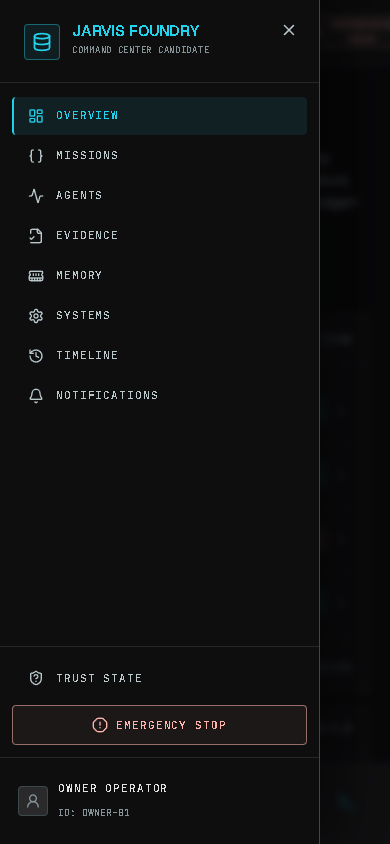 JARVIS FOUNDRY
COMMAND CENTER CANDIDATE
OVERVIEW
MISSIONS
AGENTS
EVIDENCE
MEMORY
SYSTEMS
TIMELINE
NOTIFICATIONS
TRUST STATE
EMERGENCY STOP
OWNER OPERATOR
ID: OWNER-01